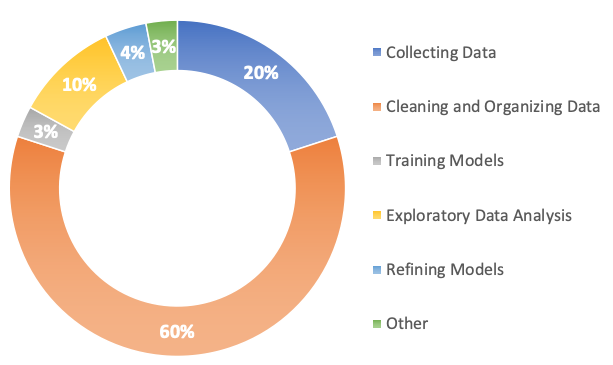 3%
4%
20%
10%
3%
60%
Collecting Data
Cleaning and Organizing Data
Training Models
Exploratory Data Analysis
Refining Models
Other